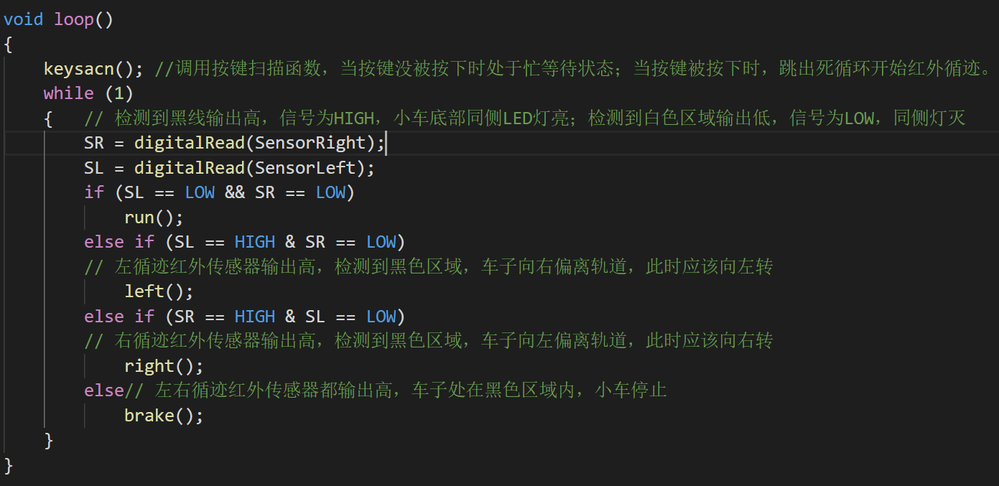 void loop()
{
    keysacn(); //调用按键扫描函数，当按键没被按下时处于忙等待状态；当按键被按下时，跳出死循环开始红外循迹。
    while (1)
    {   // 检测到黑线输出高，信号为HIGH，小车底部同侧LED灯亮；检测到白色区域输出低，信号为LOW，同侧灯灭
        SR = digitalRead(SensorRight);
        SL = digitalRead(SensorLeft);
        if (SL == LOW && SR == LOW)
            run();
        else if (SL == HIGH & SR == LOW)
        // 左循迹红外传感器输出高，检测到黑色区域，车子向右偏离轨道，此时应该向左转
            left();
        else if (SR == HIGH & SL == LOW)
        // 右循迹红外传感器输出高，检测到黑色区域，车子向左偏离轨道，此时应该向右转
            right();
        else// 左右循迹红外传感器都输出高，车子处在黑色区域内，小车停止
            brake();
    }
}